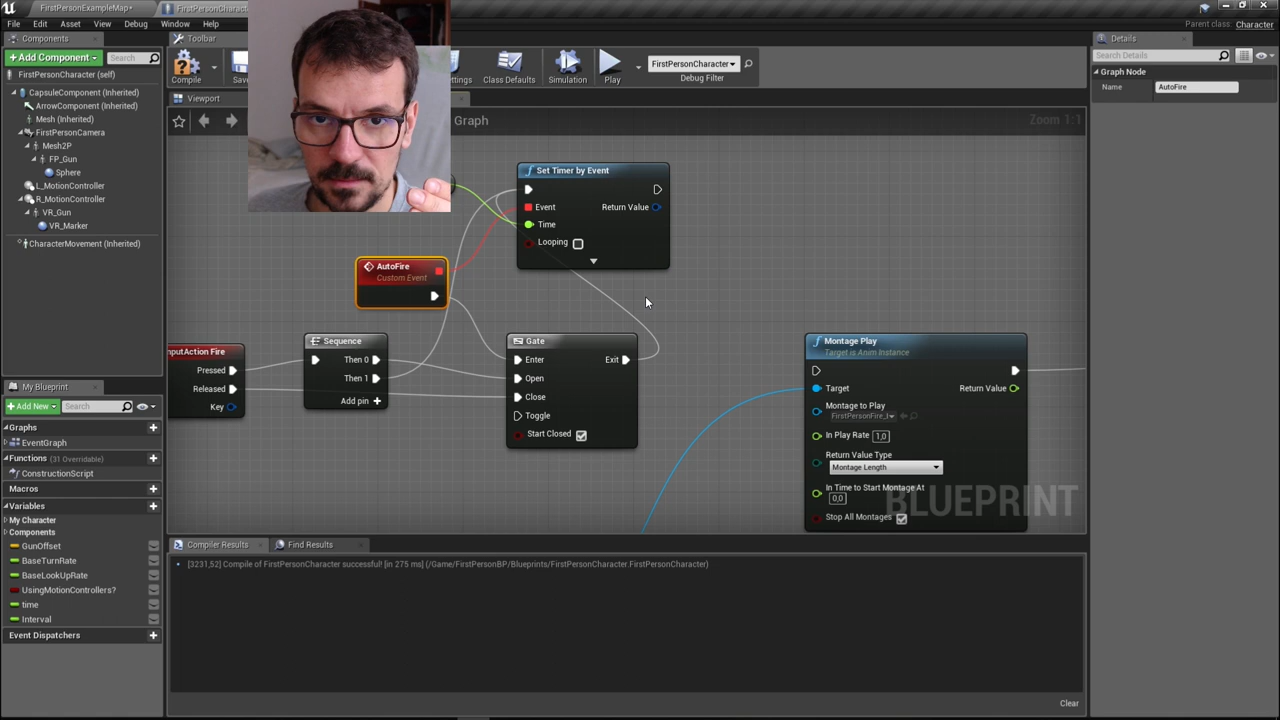 FirstPersonExampleMap*
FirstPersonCharac
File Edit Asset View Debug Window Help
Parent class: Character
Components
Toolbar
Details
+ Add Component
Search
FirstPersonCharacter (self)
CapsuleComponent (Inherited)
ArrowComponent (Inherited)
Mesh (Inherited)
FirstPersonCamera
Mesh2P
FP_Gun
Sphere
L_MotionController
R_MotionController
VR_Gun
VR_Marker
CharacterMovement (Inherited)
Compile
Save
ettings
Class Defaults
Simulation
Play
FirstPersonCharacter
Debug Filter
Viewport
Graph
Zoom 1:1
Search Details
Graph Node
Name AutoFire
Set Timer by Event
Event
Return Value
Time
Looping
AutoFire
Custom Event
nputAction Fire
Pressed
Released
Key
Sequence
Then 0
Then 1
Add pin +
Gate
Enter
Exit
Open
Close
Toggle
Start Closed
Montage Play
Target is Anim Instance
Target
Return Value
Montage to Play
In Play Rate 1,0
Return Value Type
Montage Length
In Time to Start Montage At
0,0
Stop All Montages
BLUEPRINT
My Blueprint
+ Add New
Search
Graphs
EventGraph
Functions (31 Overridable)
ConstructionScript
Macros
Variables
My Character
Components
GunOffset
BaseTurnRate
BaseLookUpRate
UsingMotionControllers?
time
Interval
Event Dispatchers
Compiler Results
Find Results
[3231,52] Compile of FirstPersonCharacter successful! [in 275 ms] (/Game/FirstPersonBP/Blueprints/FirstPersonCharacter.FirstPersonCharacter)
Clear